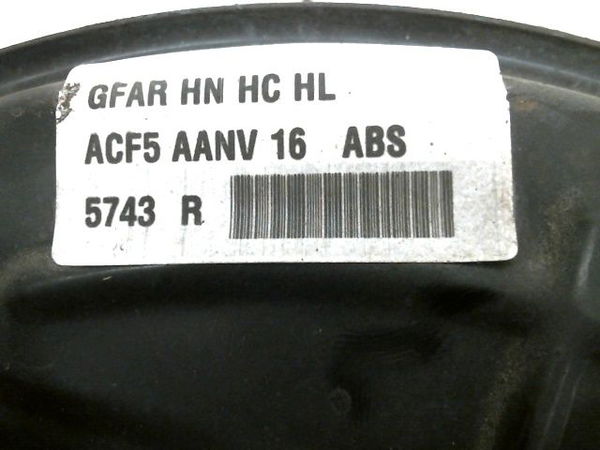 GFAR HN HC HL
ACF5 AANV 16 ABS
5743 R